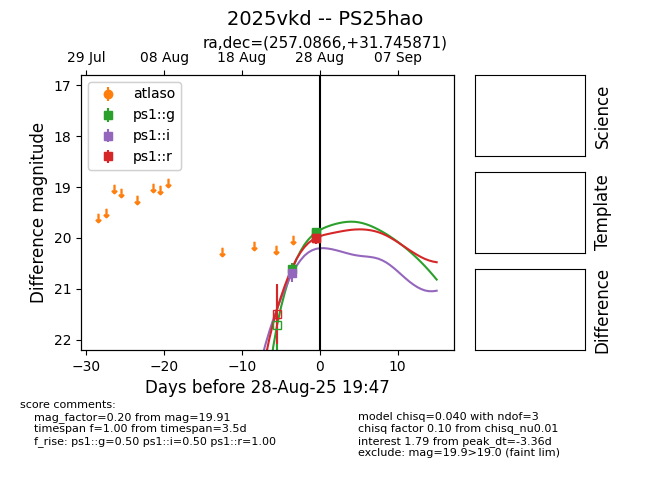 2025vkd -- PS25hao
ra,dec=(257.0866,+31.745871)
29 Jul 08 Aug 18 Aug 28 Aug 07 Sep
17
18
19
20
21
22
Difference magnitude
atlaso
ps1::g
ps1::i
ps1::r
−30 −20 −10 0 10
Days before 28-Aug-25 19:47
Science
Template
Difference
score comments:
mag_factor=0.20 from mag=19.91
timespan f=1.00 from timespan=3.5d
f_rise: ps1::g=0.50 ps1::i=0.50 ps1::r=1.00
model chisq=0.040 with ndof=3
chisq factor 0.10 from chisq_nu0.01
interest 1.79 from peak_dt=-3.36d
exclude: mag=19.9>19.0 (faint lim)